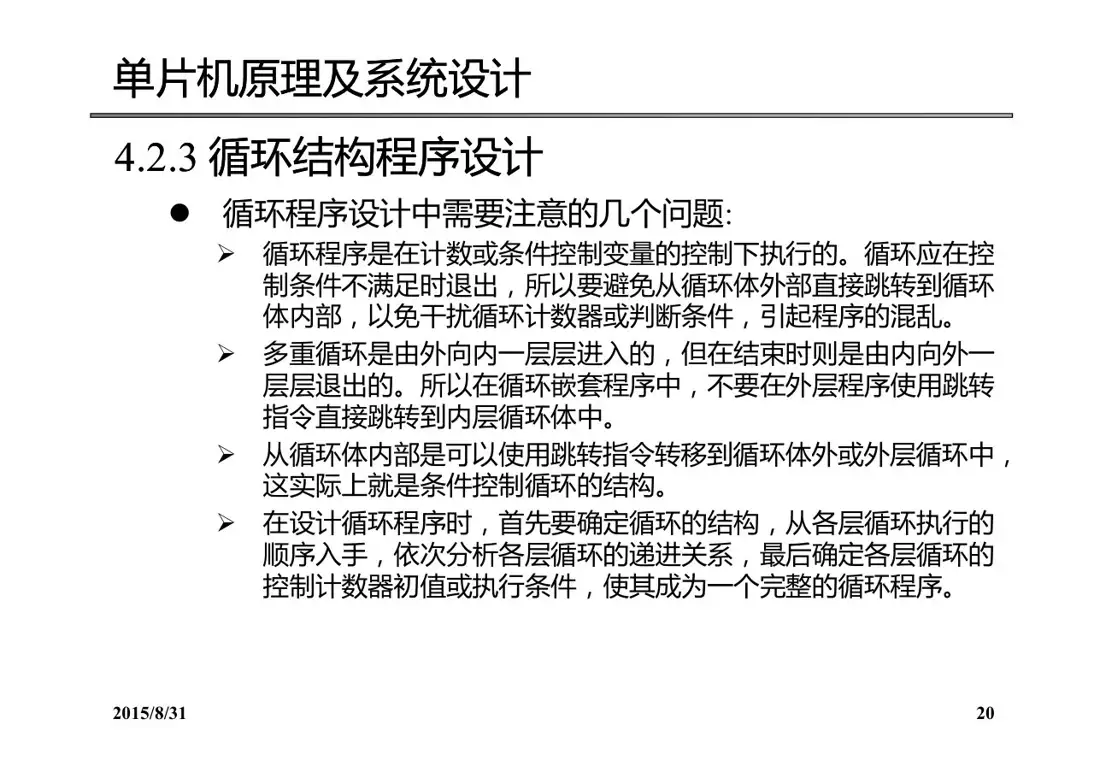 单片机原理及系统设计
4.2.3 循环结构程序设计
● 循环程序设计中需要注意的几个问题:
➢ 循环程序是在计数或条件控制变量的控制下执行的。循环应在控
制条件不满足时退出，所以要避免从循环体外部直接跳转到循环
体内部，以免干扰循环计数器或判断条件，引起程序的混乱。
➢ 多重循环是由外向内一层层进入的，但在结束时则是由内向外一
层层退出的。所以在循环嵌套程序中，不要在外层程序使用跳转
指令直接跳转到内层循环体中。
➢ 从循环体内部是可以使用跳转指令转移到循环体外或外层循环中，
这实际上就是条件控制循环的结构。
➢ 在设计循环程序时，首先要确定循环的结构，从各层循环执行的
顺序入手，依次分析各层循环的递进关系，最后确定各层循环的
控制计数器初值或执行条件，使其成为一个完整的循环程序。
2015/8/31
20